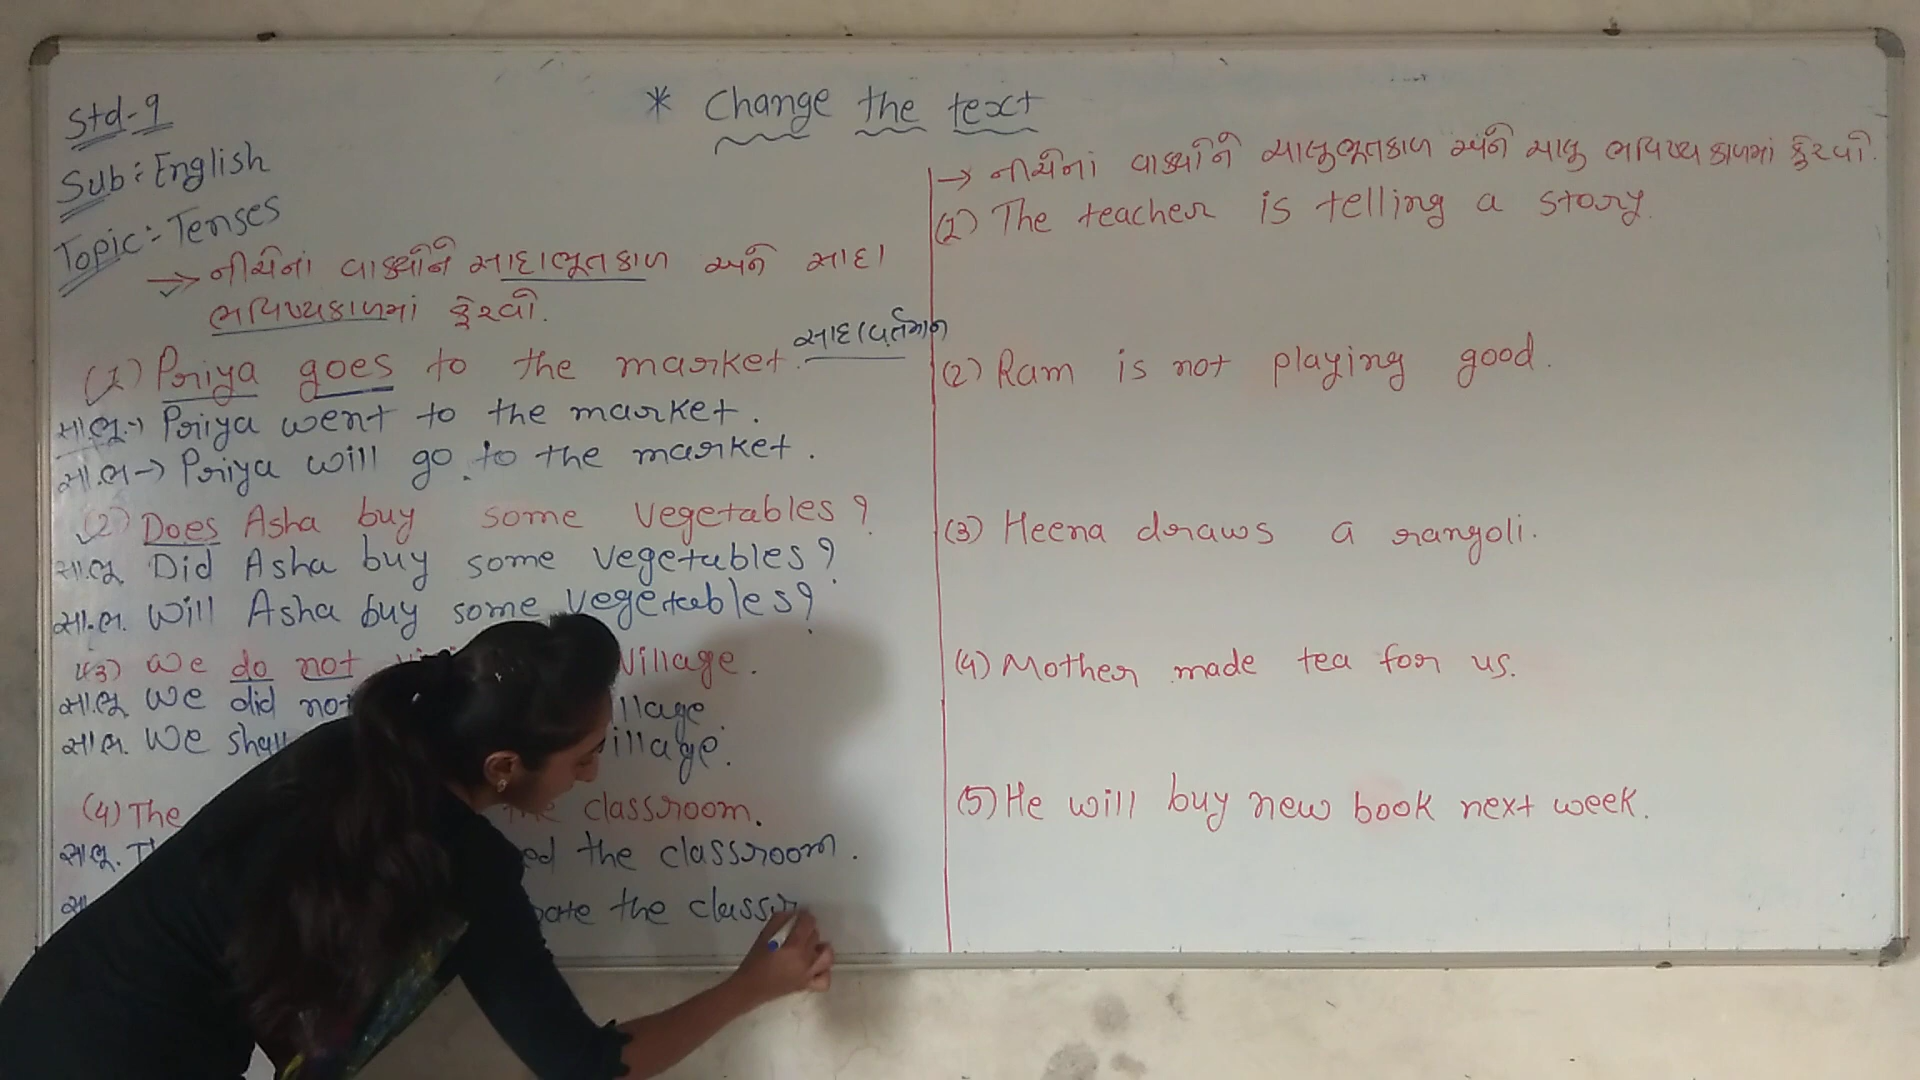 Std-9
Sub:English
Topic:-Tenses
* Change the text
→ નીચેનાં વાક્યોને સાદાભૂતકાળ અને સાદા
ભવિષ્યકાળમાં ફેરવો.
(1) Priya goes to the market. સાદાવર્તમાન
સા.ભૂ.→ Priya went to the market.
સા.ભ→ Priya will go to the market.
(2) Does Asha buy some vegetables?
સા.ભૂ Did Asha buy some vegetables?
સા.ભ. Will Asha buy some vegetables?
(3) We do not village.
સા.ભૂ We did not
સા.ભ. We shall
(4) The classroom.
સા.ભૂ. the classroom.
the
→ નીચેનાં વાક્યોને ચાલુભૂતકાળ અને ચાલુ ભવિષ્યકાળમાં ફેરવો.
(1) The teacher is telling a story.
(2) Ram is not playing good.
(3) Heena draws a rangoli.
(4) Mother made tea for us.
(5) He will buy new book next week.